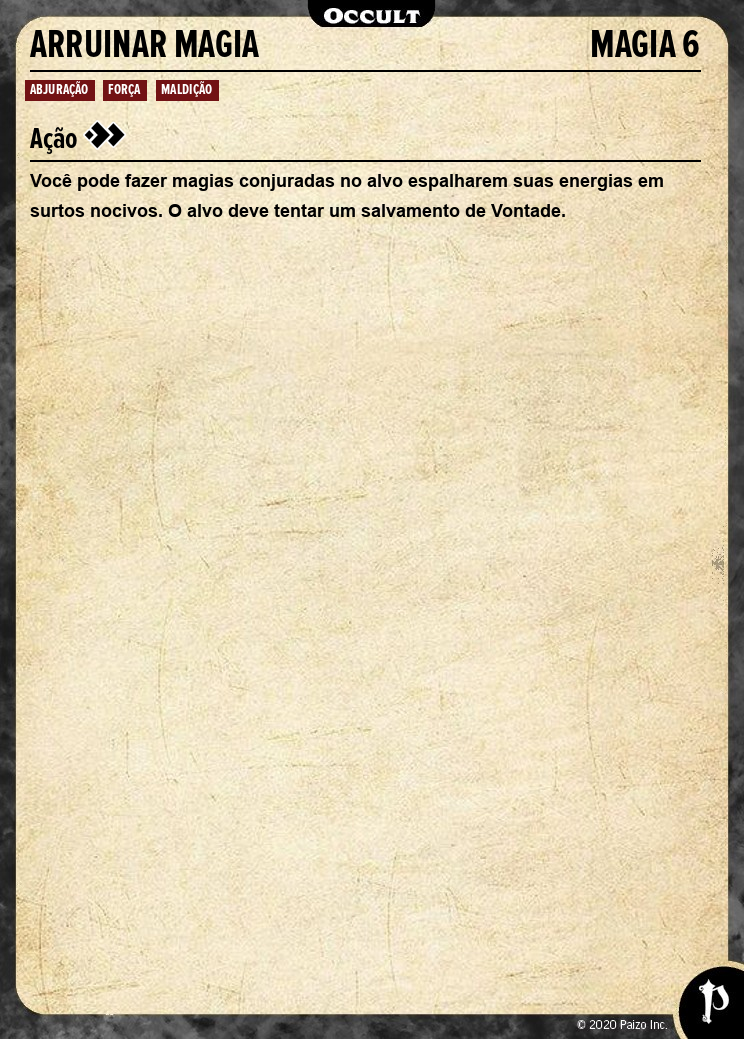 Occult
ARRUINAR MAGIA MAGIA 6
ABJURAÇÃO FORÇA MALDIÇÃO
Ação
Você pode fazer magias conjuradas no alvo espalharem suas energias em
surtos nocivos. O alvo deve tentar um salvamento de Vontade.
© 2020 Paizo Inc.
P